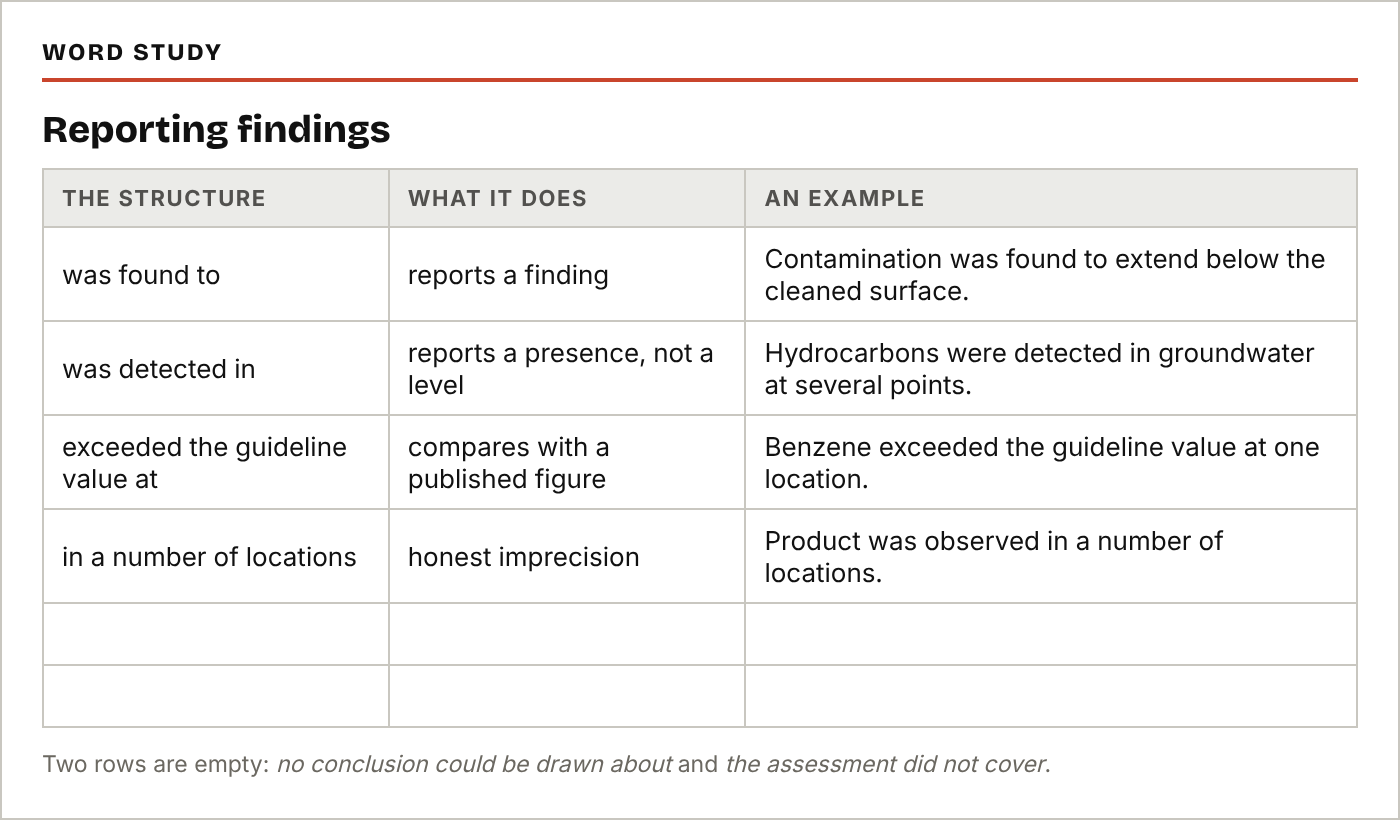 WORD STUDY
Reporting findings
THE STRUCTURE
WHAT IT DOES
AN EXAMPLE
was found to
reports a finding
Contamination was found to extend below the
cleaned surface.
was detected in
reports a presence, not a
level
Hydrocarbons were detected in groundwater
at several points.
exceeded the guideline
value at
compares with a
published figure
Benzene exceeded the guideline value at one
location.
in a number of locations
honest imprecision
Product was observed in a number of
locations.
Two rows are empty: no conclusion could be drawn about and the assessment did not cover.